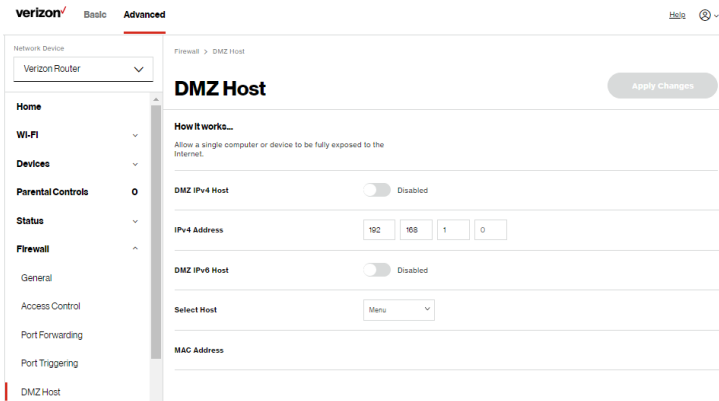 verizon
Basic
Advanced
Help
Network Device
Verizon Router
Home
Wi-Fi
Devices
Parental Controls
0
Status
Firewall
General
Access Control
Port Forwarding
Port Triggering
DMZ Host
Firewall > DMZ Host
DMZ Host
Apply Changes
How it works...
Allow a single computer or device to be fully exposed to the
Internet.
DMZ IPv4 Host
Disabled
IPv4 Address
192
168
1
0
DMZ IPv6 Host
Disabled
Select Host
Menu
MAC Address